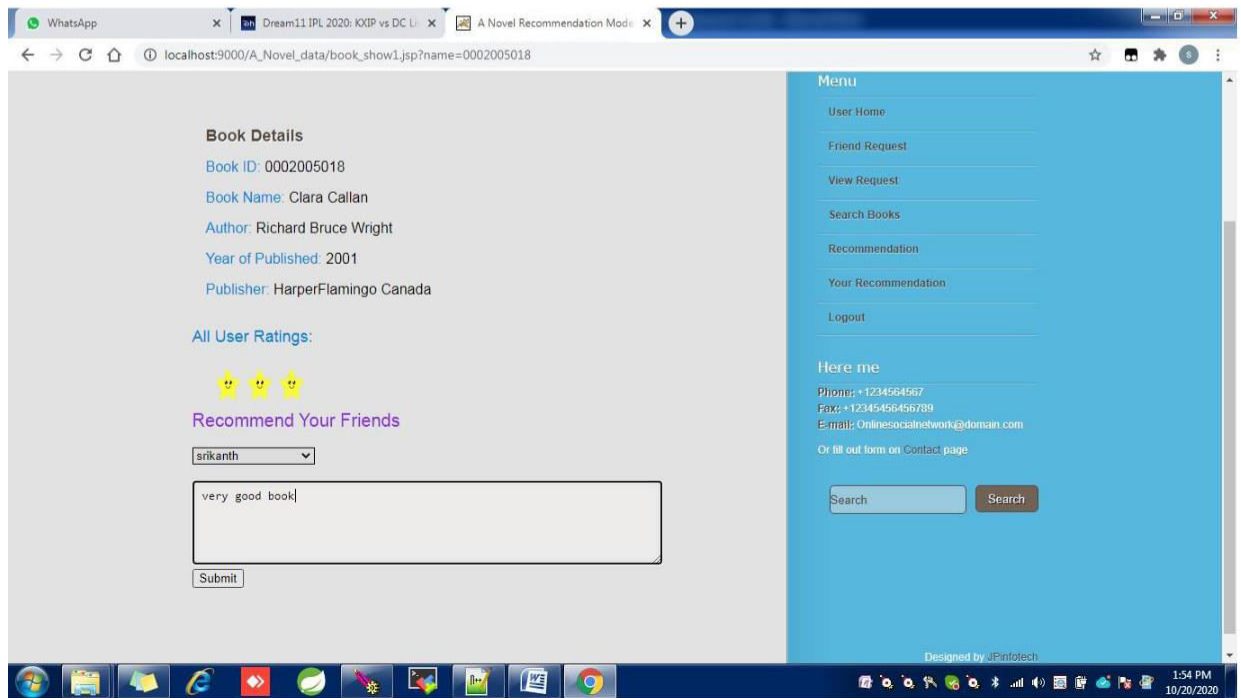 WhatsApp
Dream11 IPL 2020: KXIP vs DC Li
A Novel Recommendation Mode
localhost:9000/A_Novel_data/book_show1.jsp?name=0002005018
s
Book Details
Book ID: 0002005018
Book Name: Clara Callan
Author: Richard Bruce Wright
Year of Published: 2001
Publisher: HarperFlamingo Canada
All User Ratings:
Recommend Your Friends
srikanth
very good book
Submit
Menu
User Home
Friend Request
View Request
Search Books
Recommendation
Your Recommendation
Logout
Here me
Phone: +1234564567
Fax: +12345456456789
E-mail: Onlinesocialnetwork@domain.com
Or fill out form on Contact page
Search
Search
Designed by JPinfotech
1:54 PM
10/20/2020